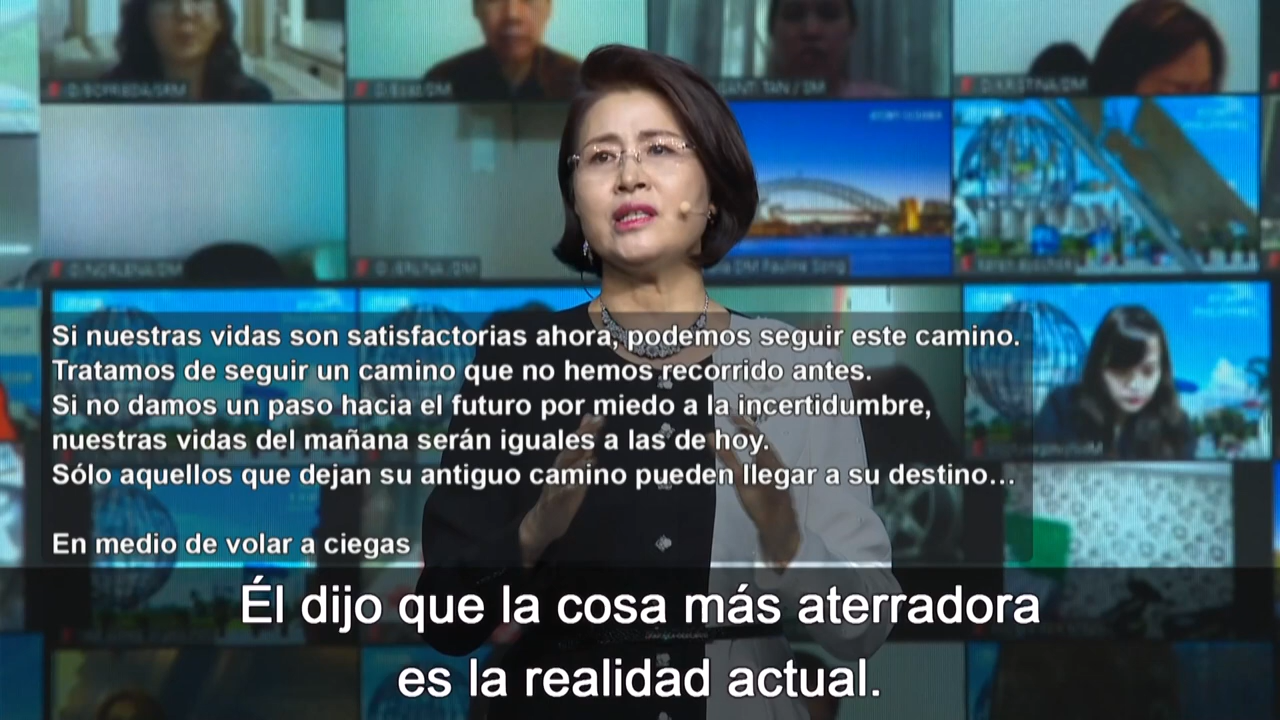 Si nuestras vidas son satisfactorias ahora, podemos seguir este camino.
Tratamos de seguir un camino que no hemos recorrido antes.
Si no damos un paso hacia el futuro por miedo a la incertidumbre,
nuestras vidas del mañana serán iguales a las de hoy.
Sólo aquellos que dejan su antiguo camino pueden llegar a su destino…
En medio de volar a ciegas
Él dijo que la cosa más aterradora
es la realidad actual.